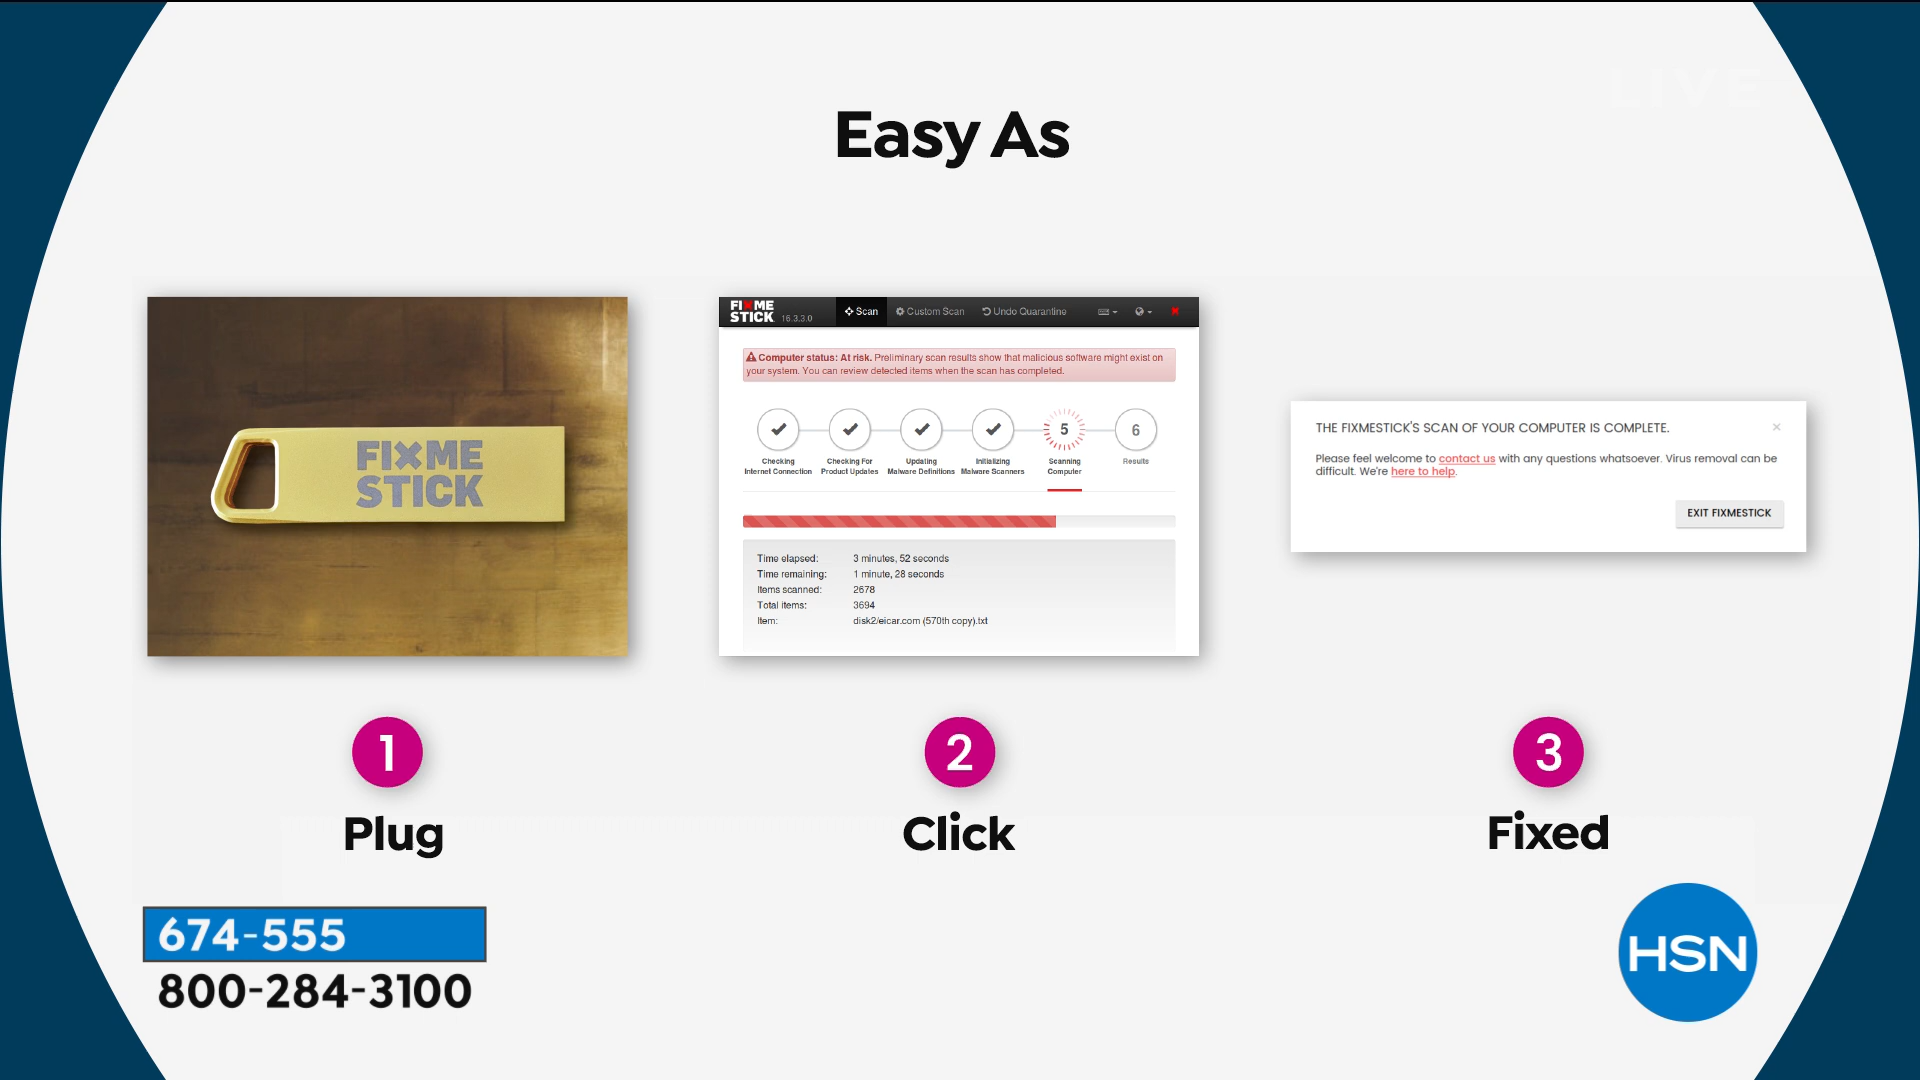 LIVE
Easy As
FIXME
STICK
FIXME
STICK 16.3.3.0 Scan Custom Scan Undo Quarantine
Computer status: At risk. Preliminary scan results show that malicious software might exist on
your system. You can review detected items when the scan has completed.
5 6
Checking
Internet Connection
Checking For
Product Updates
Updating
Malware Definitions
Initializing
Malware Scanners
Scanning
Computer
Results
Time elapsed: 3 minutes, 52 seconds
Time remaining: 1 minute, 28 seconds
Items scanned: 2678
Total items: 3694
Item: disk2/eicar.com (570th copy).txt
THE FIXMESTICK'S SCAN OF YOUR COMPUTER IS COMPLETE. ×
Please feel welcome to contact us with any questions whatsoever. Virus removal can be
difficult. We're here to help.
EXIT FIXMESTICK
1
Plug
2
Click
3
Fixed
674-555
800-284-3100
HSN